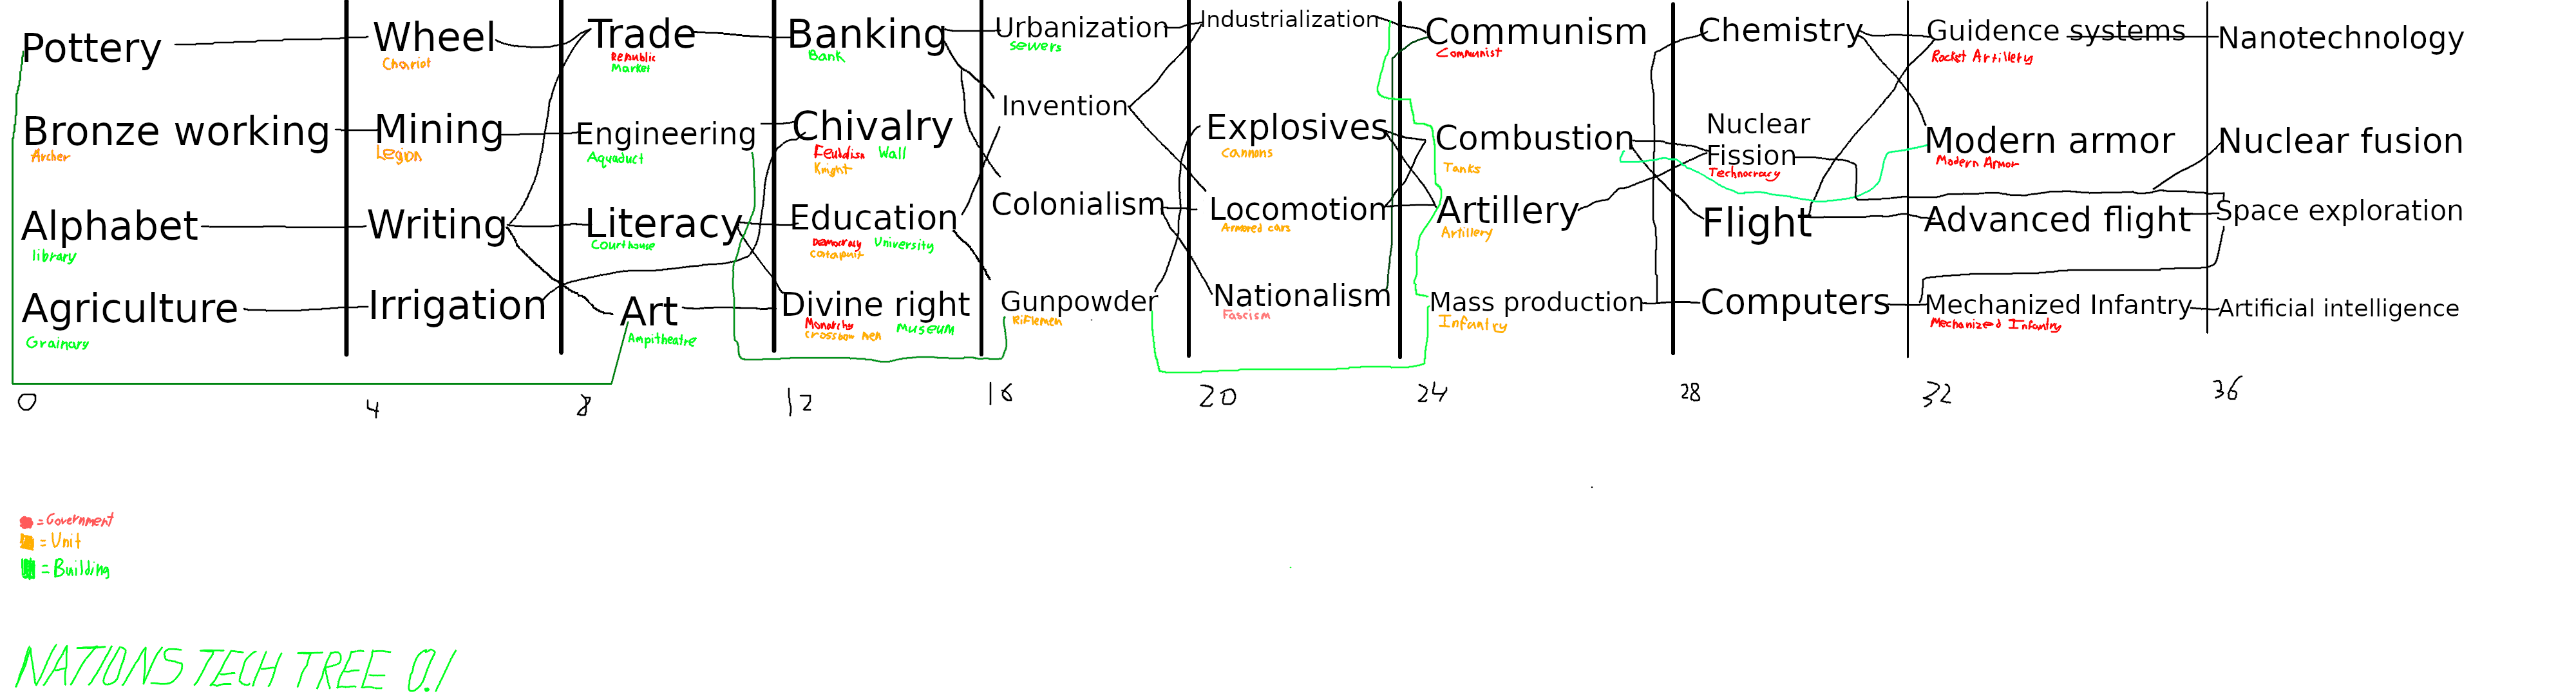 Pottery
Wheel
Chariot
Trade
Republic
Market
Banking
Bank
Urbanization
Sewers
Industrialization
Communism
Communist
Chemistry
Guidence systems
Rocket Artillery
Nanotechnology
Bronze working
Archer
Mining
Legion
Engineering
Aquaduct
Chivalry
Feuldism Wall
Knight
Invention
Explosives
Cannons
Combustion
Tanks
Nuclear
Fission
Technocracy
Modern armor
Modern Armor
Nuclear fusion
Alphabet
library
Writing
Literacy
Courthouse
Education
Democracy University
Catapult
Colonialism
Locomotion
Armored cars
Artillery
Artillery
Flight
Advanced flight
Space exploration
Agriculture
Grainary
Irrigation
Art
Ampitheatre
Divine right
Monarchy Museum
Crossbow men
Gunpowder
Riflemen
Nationalism
Fascism
Mass production
Infantry
Computers
Mechanized Infantry
Mechanized Infantry
Artificial intelligence
0 4 8 12 16 20 24 28 32 36
= Government
= Unit
= Building
NATIONS TECH TREE 0.1